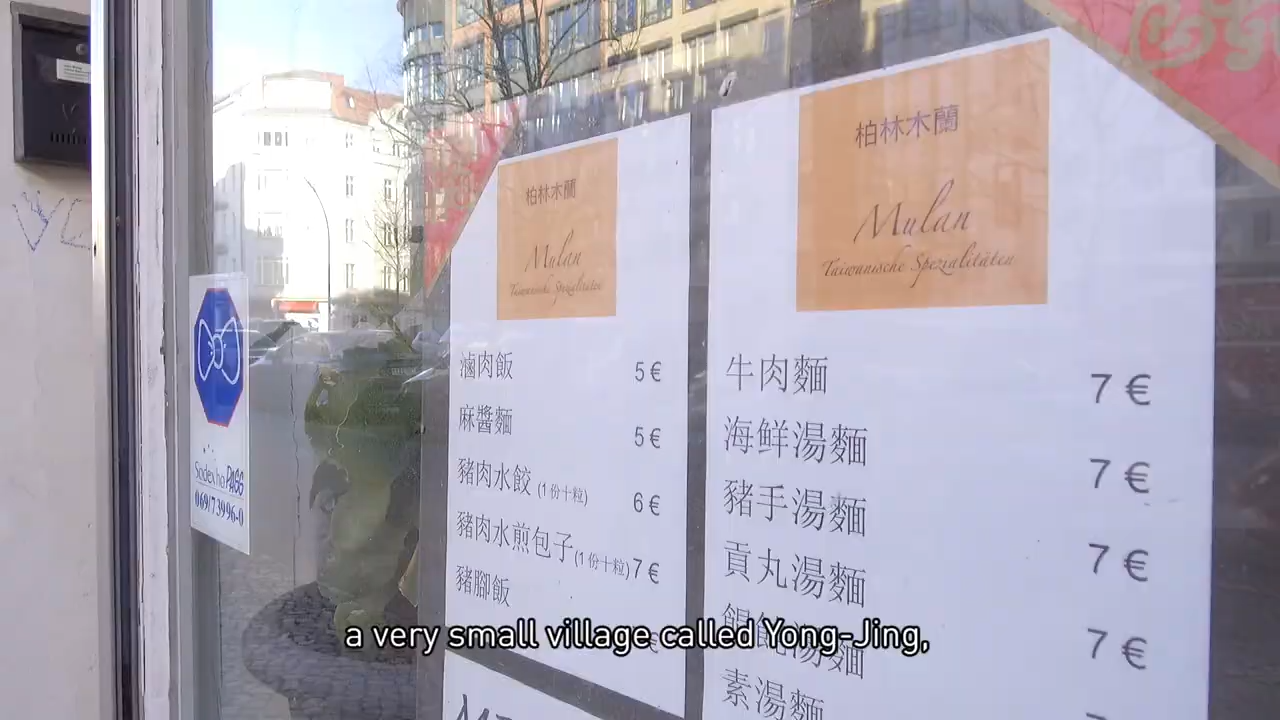 柏林木蘭
Mulan
Taiwanische Spezialitäten
滷肉飯 5 €
麻醬麵 5 €
豬肉水餃 (1份十粒) 6 €
豬肉水煎包子(1份十粒) 7 €
豬腳飯
柏林木蘭
Mulan
Taiwanische Spezialitäten
牛肉麵 7 €
海鮮湯麵 7 €
豬手湯麵 7 €
貢丸湯麵 7 €
餛飩湯麵
素湯麵
Sodexho PASS
069/73996-0
a very small village called Yong-Jing,